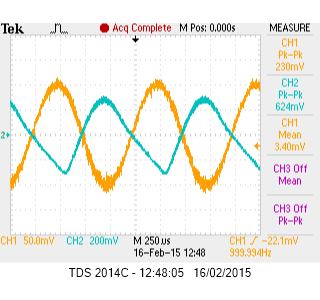 Tek Acq Complete M Pos: 0.000s MEASURE
CH1
Pk-Pk
230mV
CH2
Pk-Pk
624mV
CH1
Mean
3.40mV
CH3 Off
Mean
CH3 Off
Pk-Pk
2
CH1 50.0mV CH2 200mV M 250µs CH1 / -22.1mV
16-Feb-15 12:48 999.994Hz
TDS 2014C - 12:48:05 16/02/2015